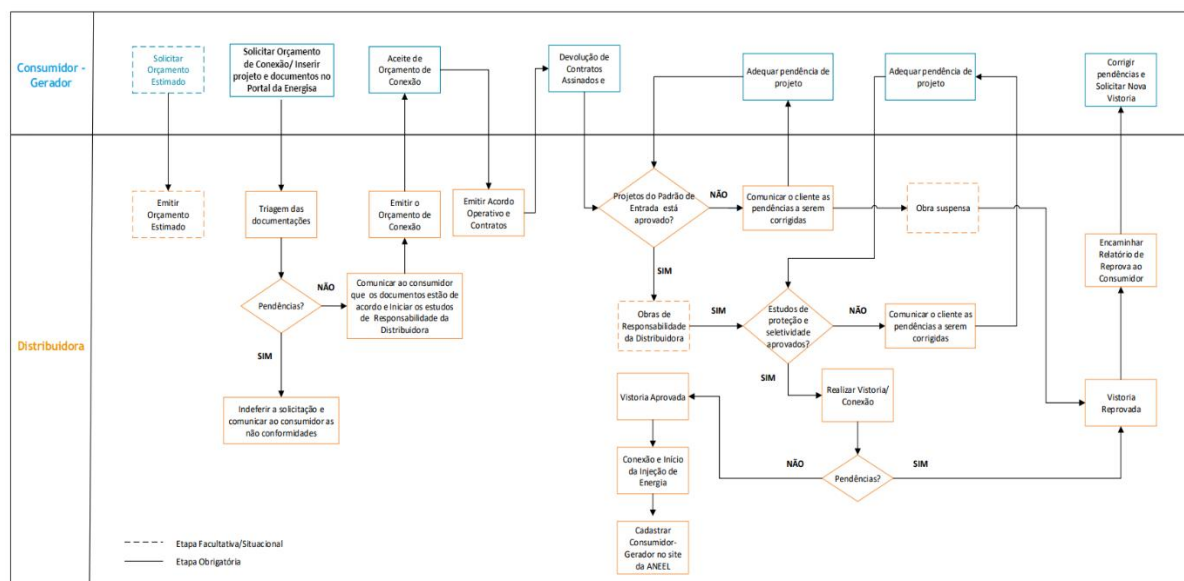 Consumidor -
Gerador
Solicitar
Orçamento
Estimado
Solicitar Orçamento
de Conexão/ Inserir
projeto e documentos no
Portal da Energisa
Aceite de
Orçamento de
Conexão
Devolução de
Contratos
Assinados e
Adequar pendência de
projeto
Adequar pendência de
projeto
Corrigir
pendências e
Solicitar Nova
Vistoria
Distribuidora
Emitir
Orçamento
Estimado
Triagem das
documentações
Emitir o
Orçamento de
Conexão
Emitir Acordo
Operativo e
Contratos
Projetos do Padrão de
Entrada está
aprovado?
NÃO
Comunicar o cliente as
pendências a serem
corrigidas
Obra suspensa
Encaminhar
Relatório de
Reprova ao
Consumidor
SIM
Pendências?
NÃO
Comunicar ao consumidor
que os documentos estão de
acordo e Iniciar os estudos
de Responsabilidade da
Distribuidora
Obras de
Responsabilidade
da Distribuidora
SIM
Estudos de
proteção e
seletividade
aprovados?
NÃO
Comunicar o cliente as
pendências a serem
corrigidas
SIM
SIM
Indeferir a solicitação e
comunicar ao consumidor as
não conformidades
Vistoria Aprovada
Realizar Vistoria/
Conexão
Vistoria
Reprovada
Conexão e Início
da Injeção de
Energia
NÃO
Pendências?
SIM
Cadastrar
Consumidor-
Gerador no site
da ANEEL
Etapa Facultativa/Situacional
Etapa Obrigatória